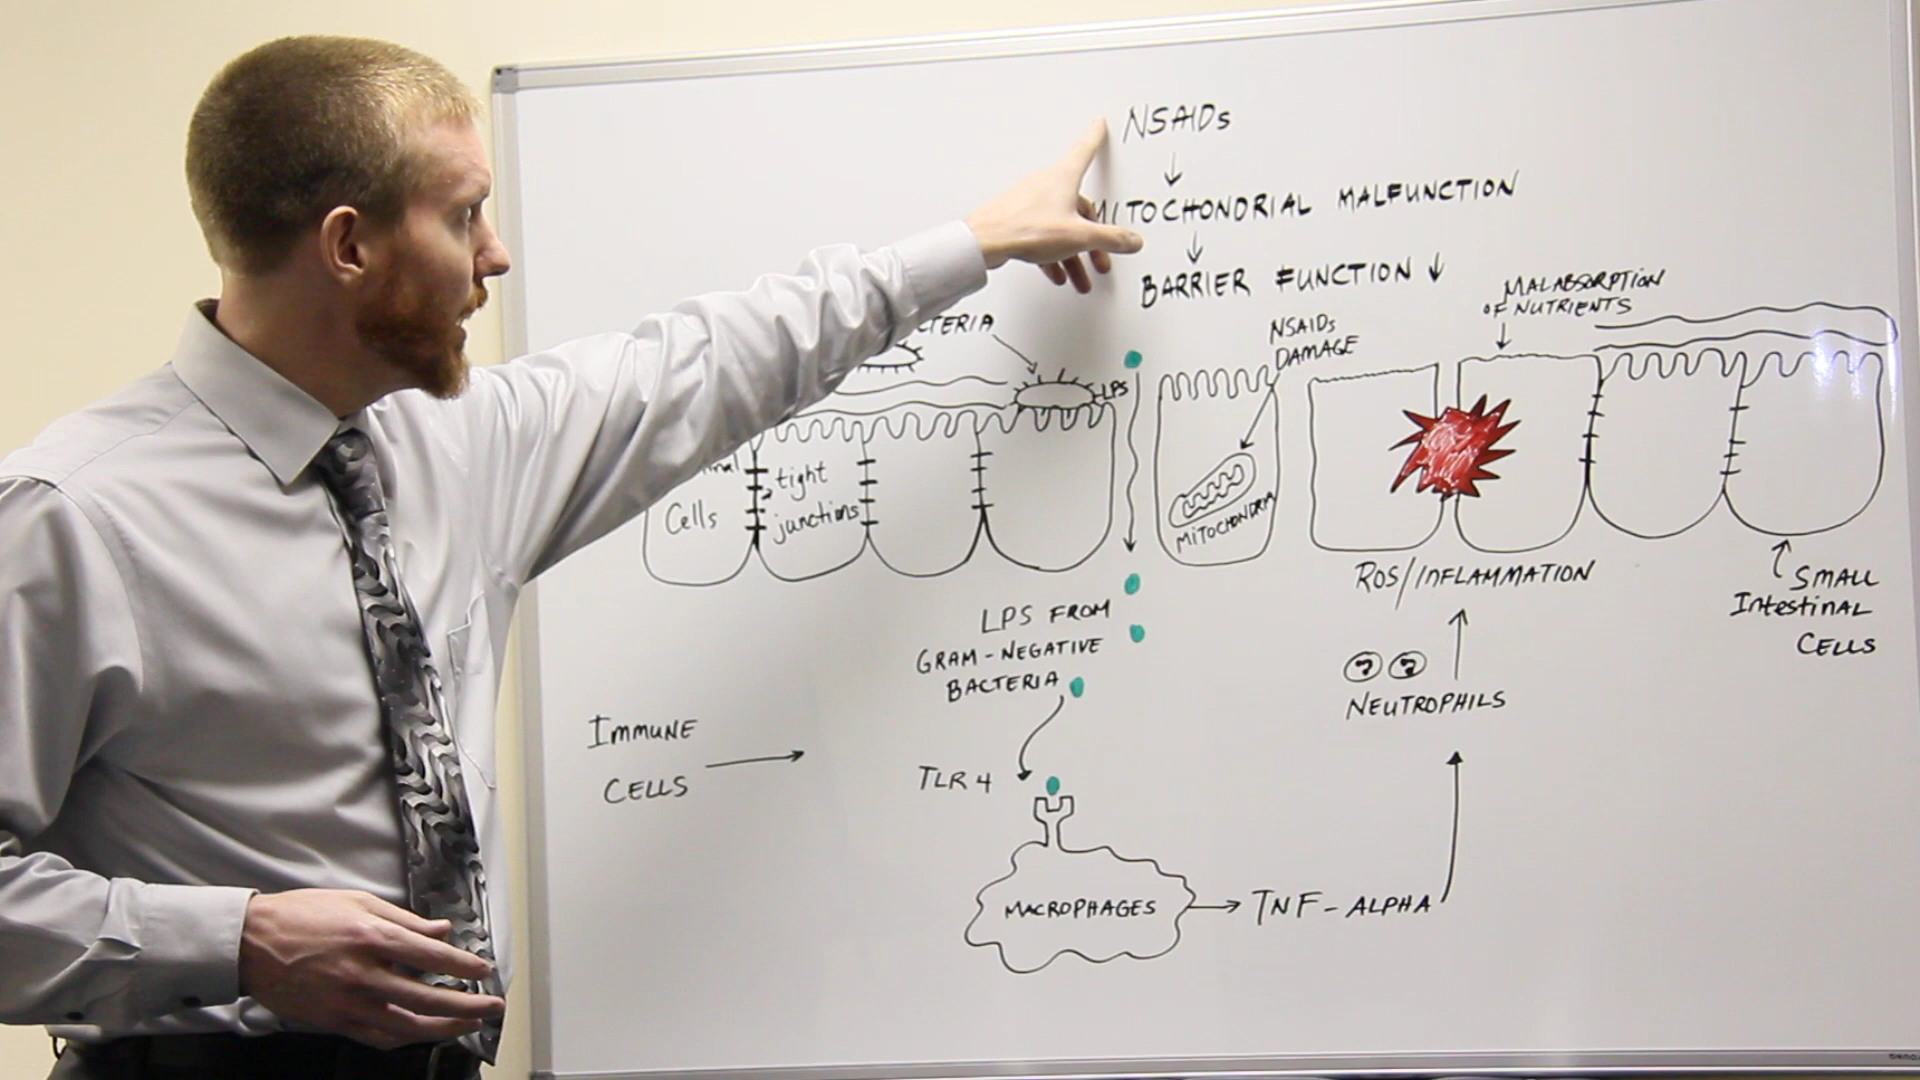 NSAIDs
MITOCHONDRIAL MALFUNCTION
BARRIER FUNCTION
MALABSORPTION
OF NUTRIENTS
NSAIDs
DAMAGE
LPS
tight
Cells
junctions
MITOCHONDRIA
ROS/INFLAMMATION
SMALL
Intestinal
CELLS
LPS FROM
GRAM-NEGATIVE
BACTERIA
NEUTROPHILS
IMMUNE
CELLS
TLR 4
MACROPHAGES
TNF-ALPHA